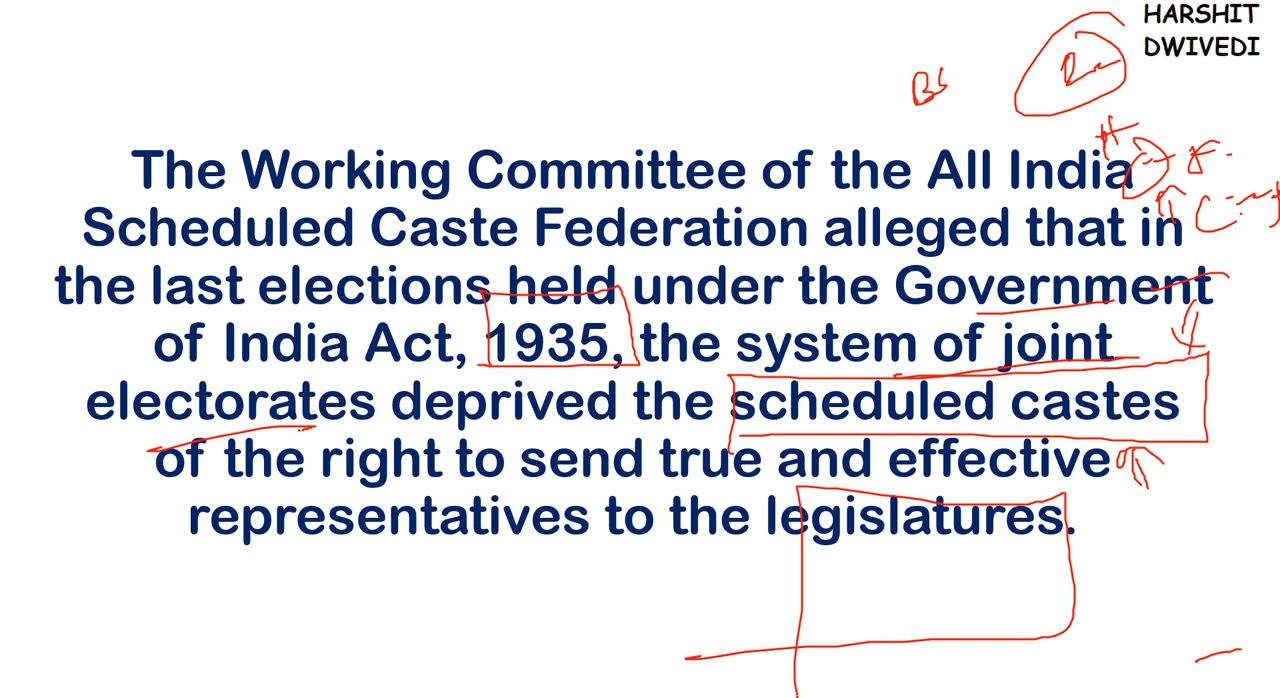 HARSHIT
DWIVEDI
The Working Committee of the All India
Scheduled Caste Federation alleged that in
the last elections held under the Government
of India Act, 1935, the system of joint
electorates deprived the scheduled castes
of the right to send true and effective
representatives to the legislatures.